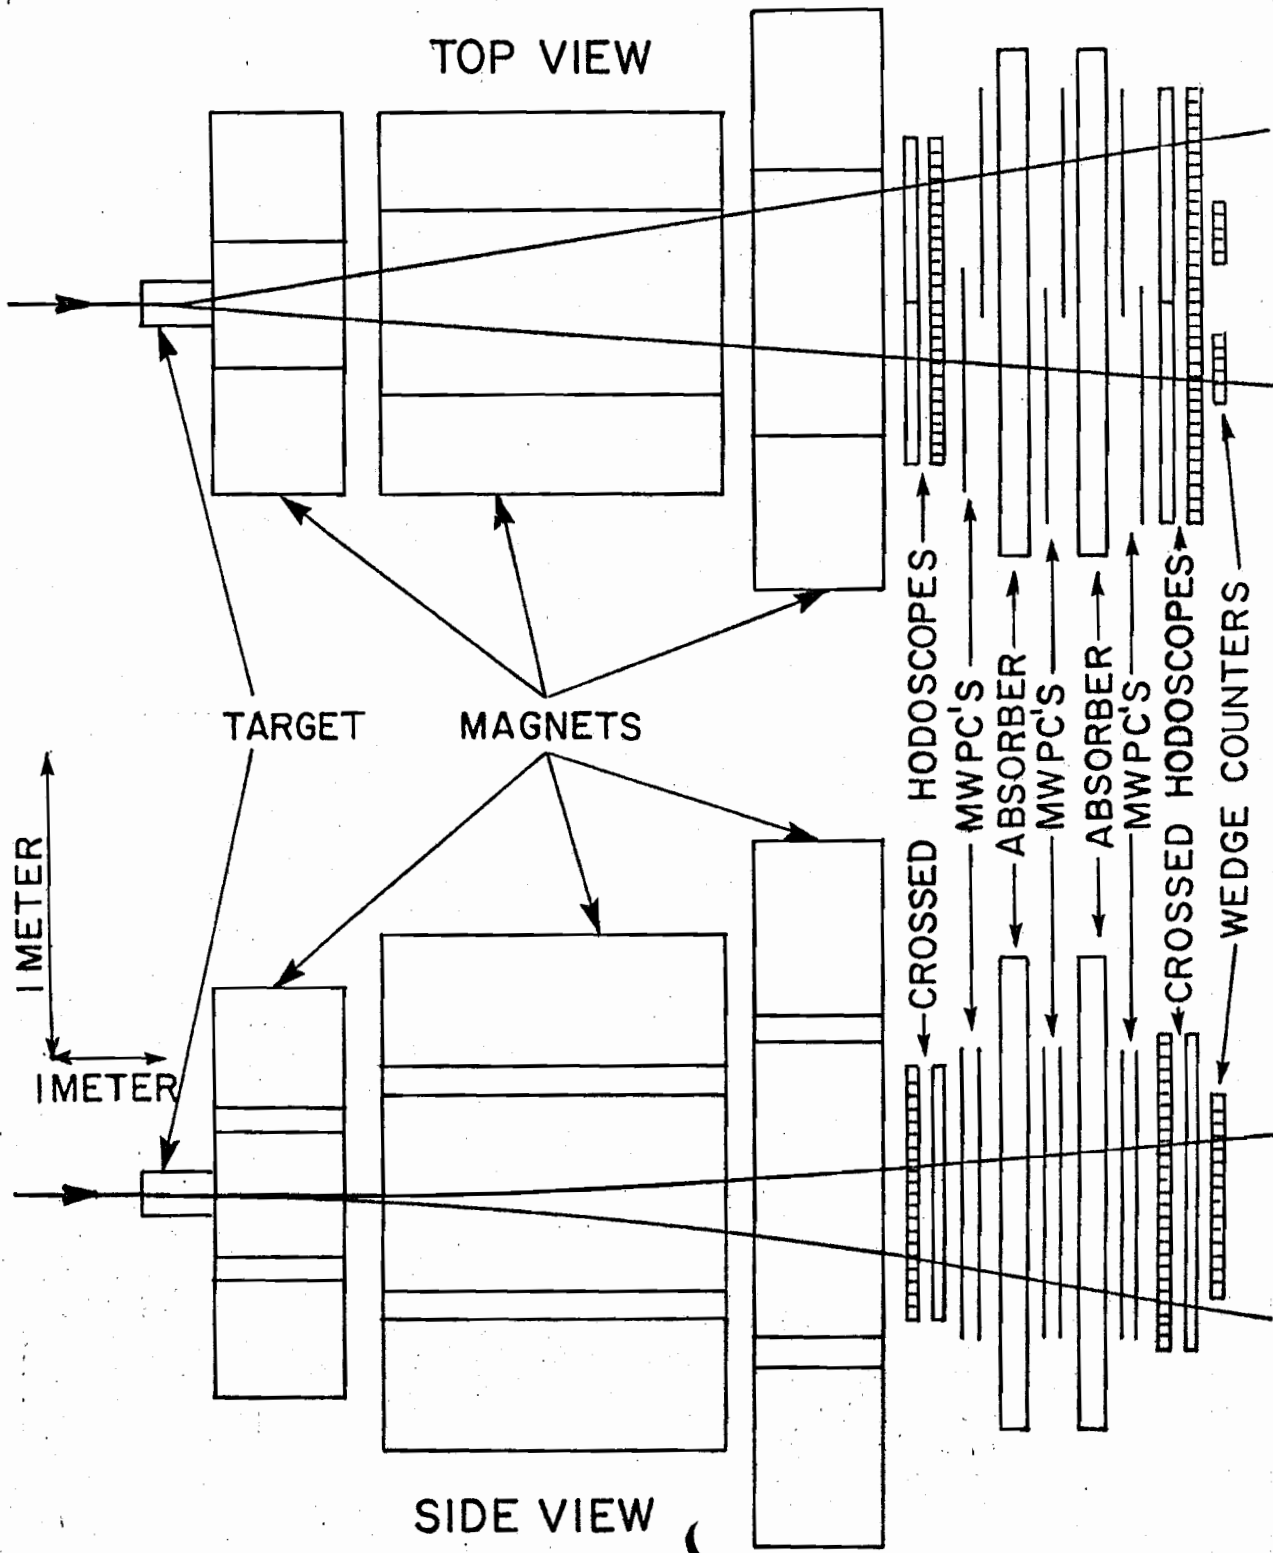 TOP VIEW
TARGET
MAGNETS
1 METER
1 METER
CROSSED HODOSCOPES
MWPC'S
ABSORBER
MWPC'S
ABSORBER
MWPC'S
CROSSED HODOSCOPES
WEDGE COUNTERS
SIDE VIEW